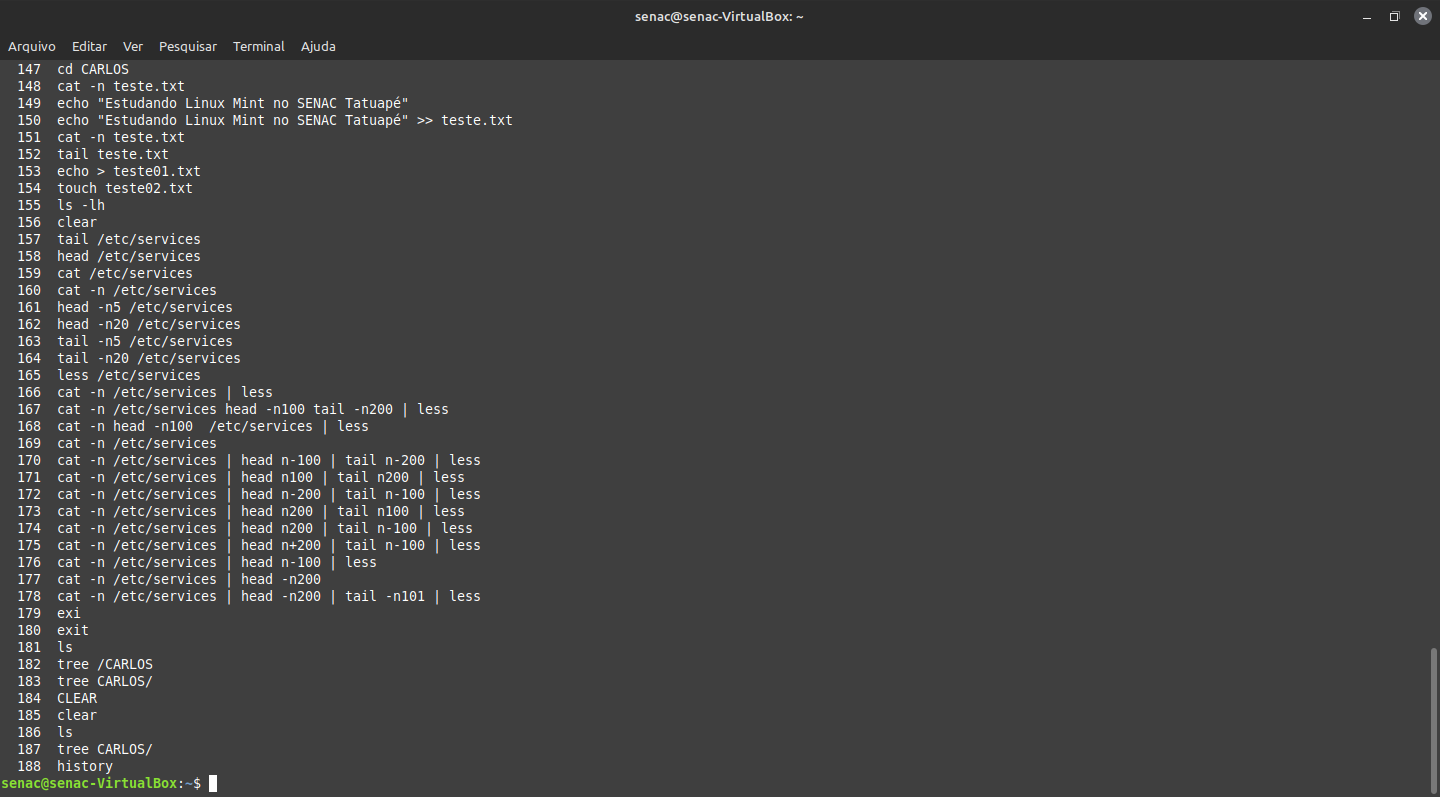 senac@senac-VirtualBox: ~
Arquivo Editar Ver Pesquisar Terminal Ajuda
147 cd CARLOS
148 cat -n teste.txt
149 echo "Estudando Linux Mint no SENAC Tatuapé"
150 echo "Estudando Linux Mint no SENAC Tatuapé" >> teste.txt
151 cat -n teste.txt
152 tail teste.txt
153 echo > teste01.txt
154 touch teste02.txt
155 ls -lh
156 clear
157 tail /etc/services
158 head /etc/services
159 cat /etc/services
160 cat -n /etc/services
161 head -n5 /etc/services
162 head -n20 /etc/services
163 tail -n5 /etc/services
164 tail -n20 /etc/services
165 less /etc/services
166 cat -n /etc/services | less
167 cat -n /etc/services head -n100 tail -n200 | less
168 cat -n head -n100  /etc/services | less
169 cat -n /etc/services
170 cat -n /etc/services | head n-100 | tail n-200 | less
171 cat -n /etc/services | head n100 | tail n200 | less
172 cat -n /etc/services | head n-200 | tail n-100 | less
173 cat -n /etc/services | head n200 | tail n100 | less
174 cat -n /etc/services | head n200 | tail n-100 | less
175 cat -n /etc/services | head n+200 | tail n-100 | less
176 cat -n /etc/services | head n-100 | less
177 cat -n /etc/services | head -n200
178 cat -n /etc/services | head -n200 | tail -n101 | less
179 exi
180 exit
181 ls
182 tree /CARLOS
183 tree CARLOS/
184 CLEAR
185 clear
186 ls
187 tree CARLOS/
188 history
senac@senac-VirtualBox:~$